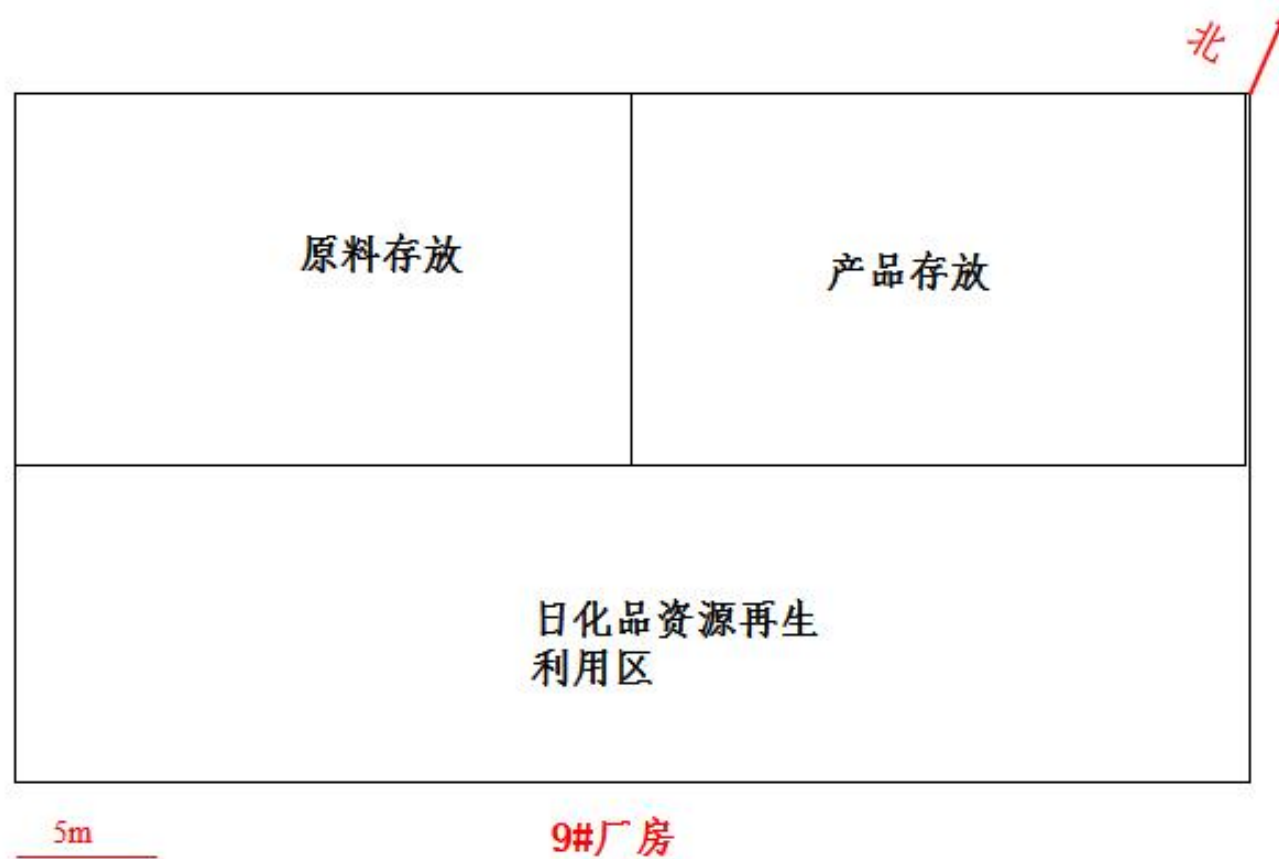 北
原料存放
产品存放
日化品资源再生
利用区
5m
9#厂房